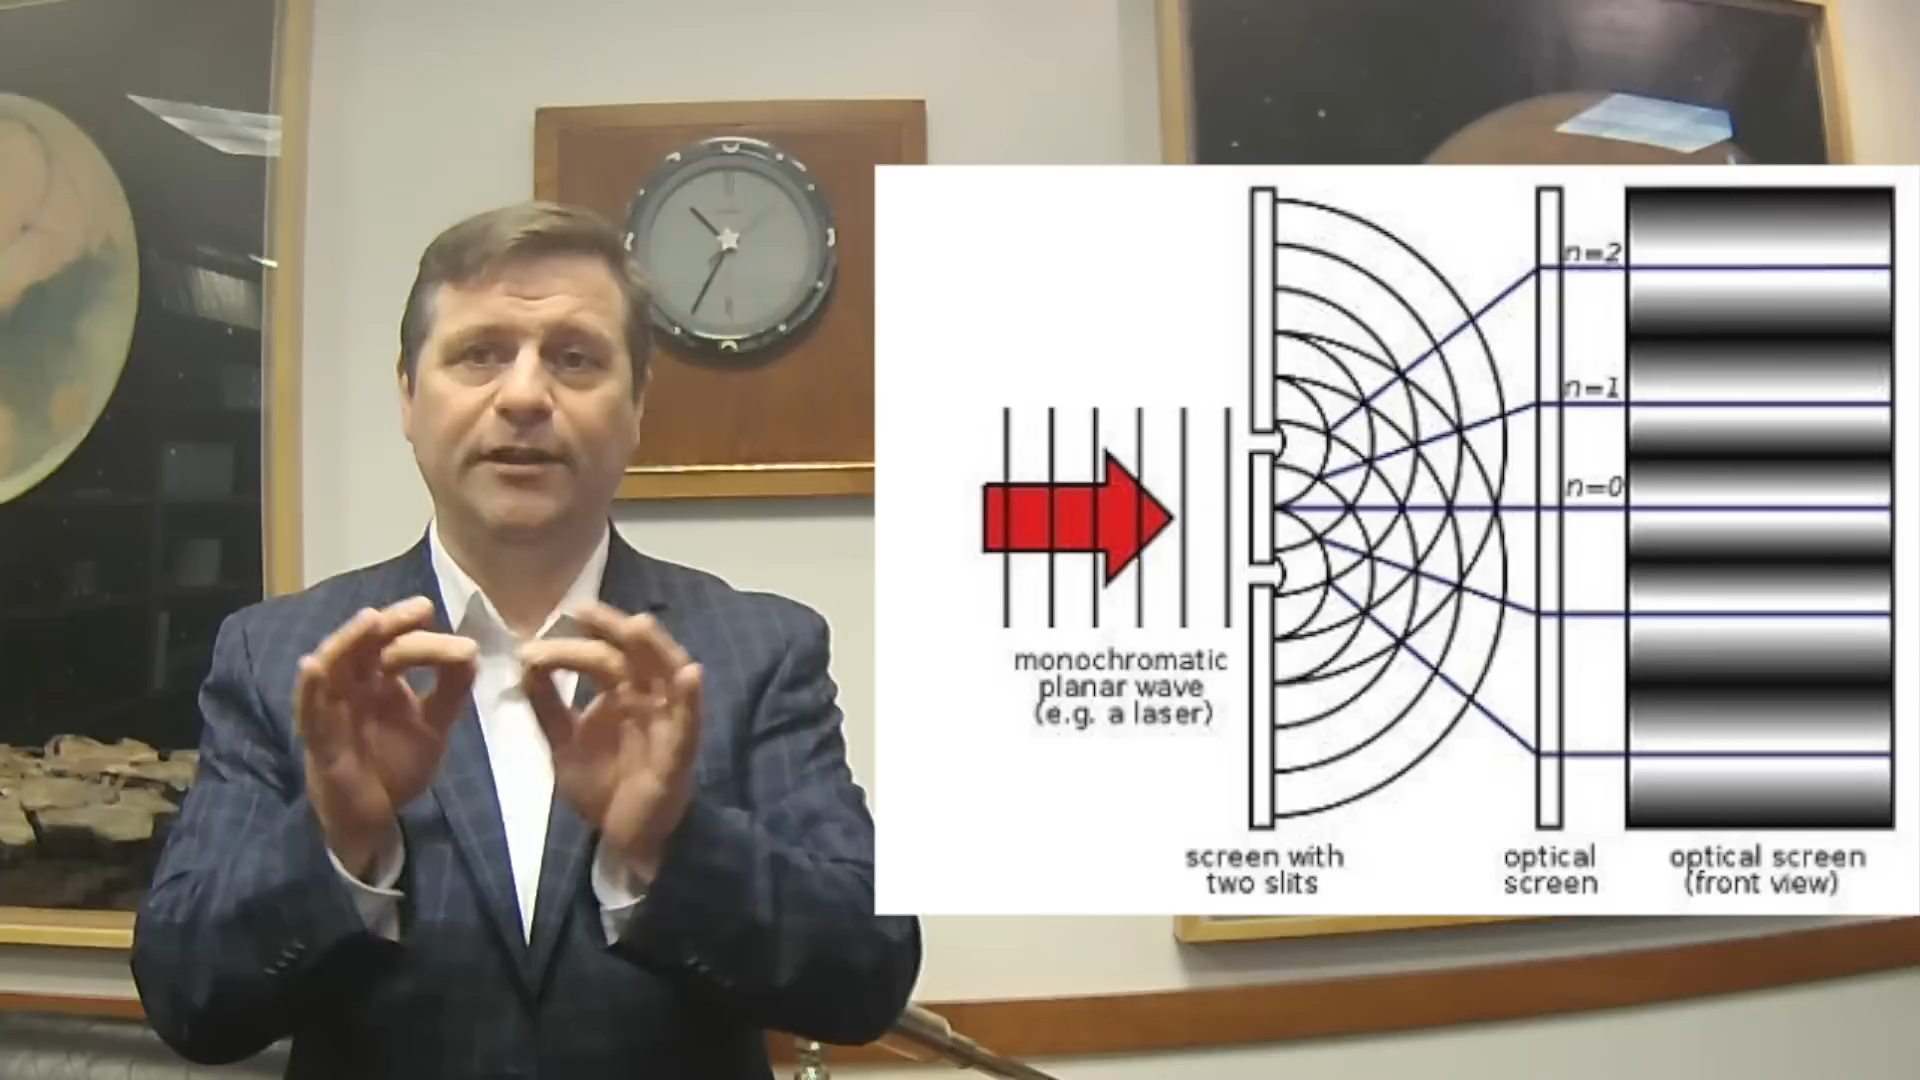 n=2
n=1
n=0
monochromatic
planar wave
(e.g. a laser)
screen with
two slits
optical
screen
optical screen
(front view)